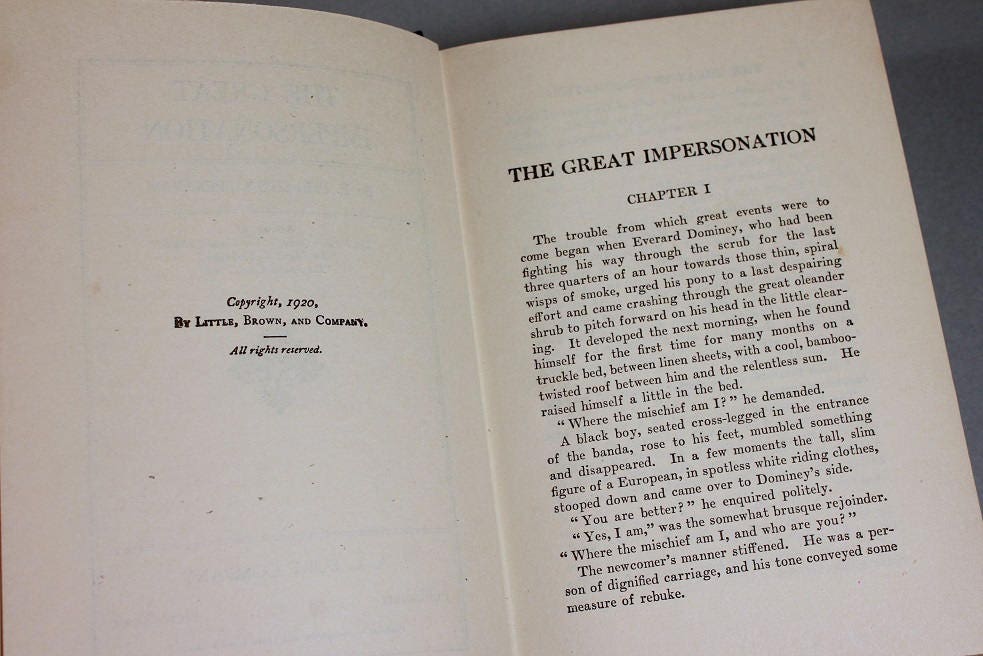 Copyright, 1920,
By Little, Brown, and Company.
All rights reserved.
THE GREAT IMPERSONATION
CHAPTER I
The trouble from which great events were to
come began when Everard Dominey, who had been
fighting his way through the scrub for the last
three quarters of an hour towards those thin, spiral
wisps of smoke, urged his pony to a last despairing
effort and came crashing through the great oleander
shrub to pitch forward on his head in the little clear-
ing. It developed the next morning, when he found
himself for the first time for many months on a
truckle bed, between linen sheets, with a cool, bamboo-
twisted roof between him and the relentless sun. He
raised himself a little in the bed.
"Where the mischief am I?" he demanded.
A black boy, seated cross-legged in the entrance
of the banda, rose to his feet, mumbled something
and disappeared. In a few moments the tall, slim
figure of a European, in spotless white riding clothes,
stooped down and came over to Dominey's side.
"You are better?" he enquired politely.
"Yes, I am," was the somewhat brusque rejoinder.
"Where the mischief am I, and who are you?"
The newcomer's manner stiffened. He was a per-
son of dignified carriage, and his tone conveyed some
measure of rebuke.